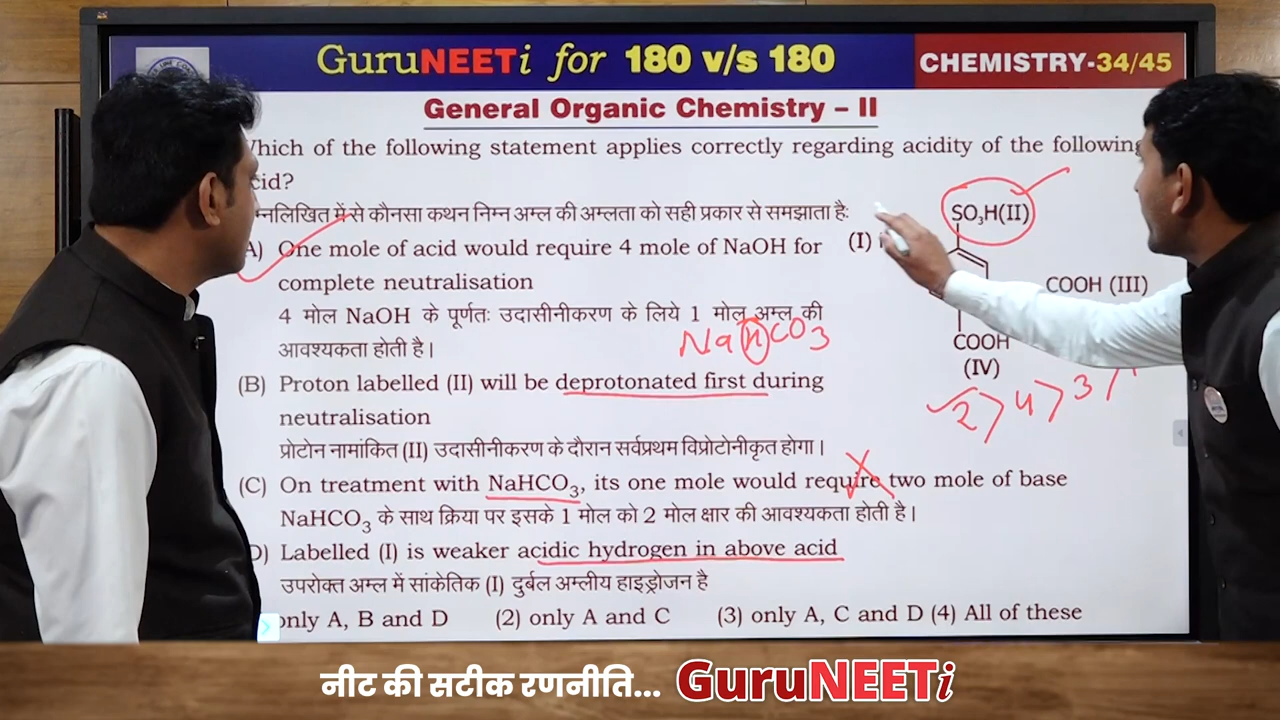 GuruNEETi for 180 v/s 180
CHEMISTRY-34/45
General Organic Chemistry – II
Which of the following statement applies correctly regarding acidity of the following
acid?
निम्नलिखित में से कौनसा कथन निम्न अम्ल की अम्लता को सही प्रकार से समझाता हैः
(A) One mole of acid would require 4 mole of NaOH for
complete neutralisation
4 मोल NaOH के पूर्णतः उदासीनीकरण के लिये 1 मोल अम्ल की
आवश्यकता होती है।
NaHCO3
(B) Proton labelled (II) will be deprotonated first during
neutralisation
प्रोटोन नामांकित (II) उदासीनीकरण के दौरान सर्वप्रथम विप्रोटोनीकृत होगा।
(C) On treatment with NaHCO3, its one mole would require two mole of base
NaHCO3 के साथ क्रिया पर इसके 1 मोल को 2 मोल क्षार की आवश्यकता होती है।
(D) Labelled (I) is weaker acidic hydrogen in above acid
उपरोक्त अम्ल में सांकेतिक (I) दुर्बल अम्लीय हाइड्रोजन है
only A, B and D (2) only A and C (3) only A, C and D (4) All of these
SO3H(II)
(I)
COOH (III)
COOH
(IV)
2 > 4 > 3 >
नीट की सटीक रणनीति... GuruNEETi